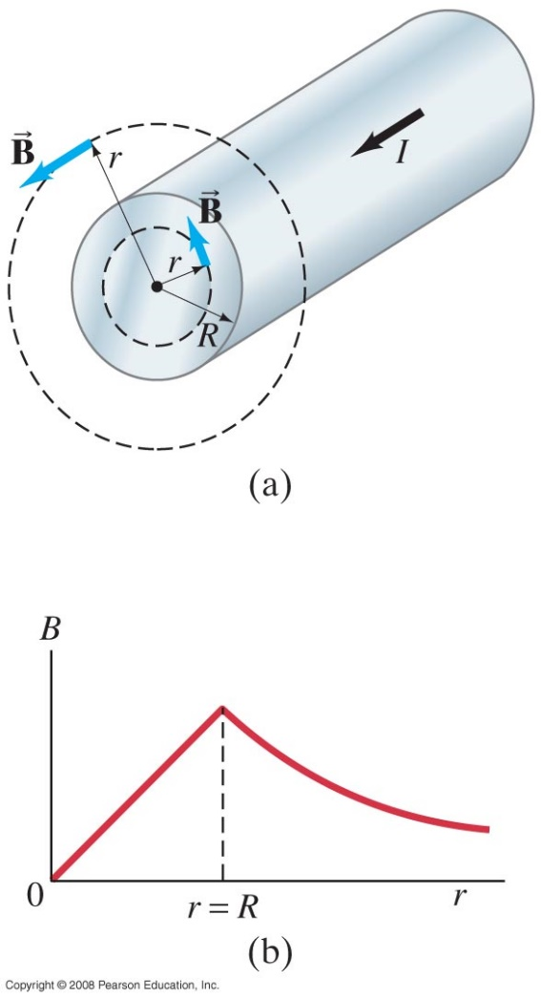 B⃗
r
B⃗
I
r
R
(a)
B
0
r = R
r
(b)
Copyright © 2008 Pearson Education, Inc.